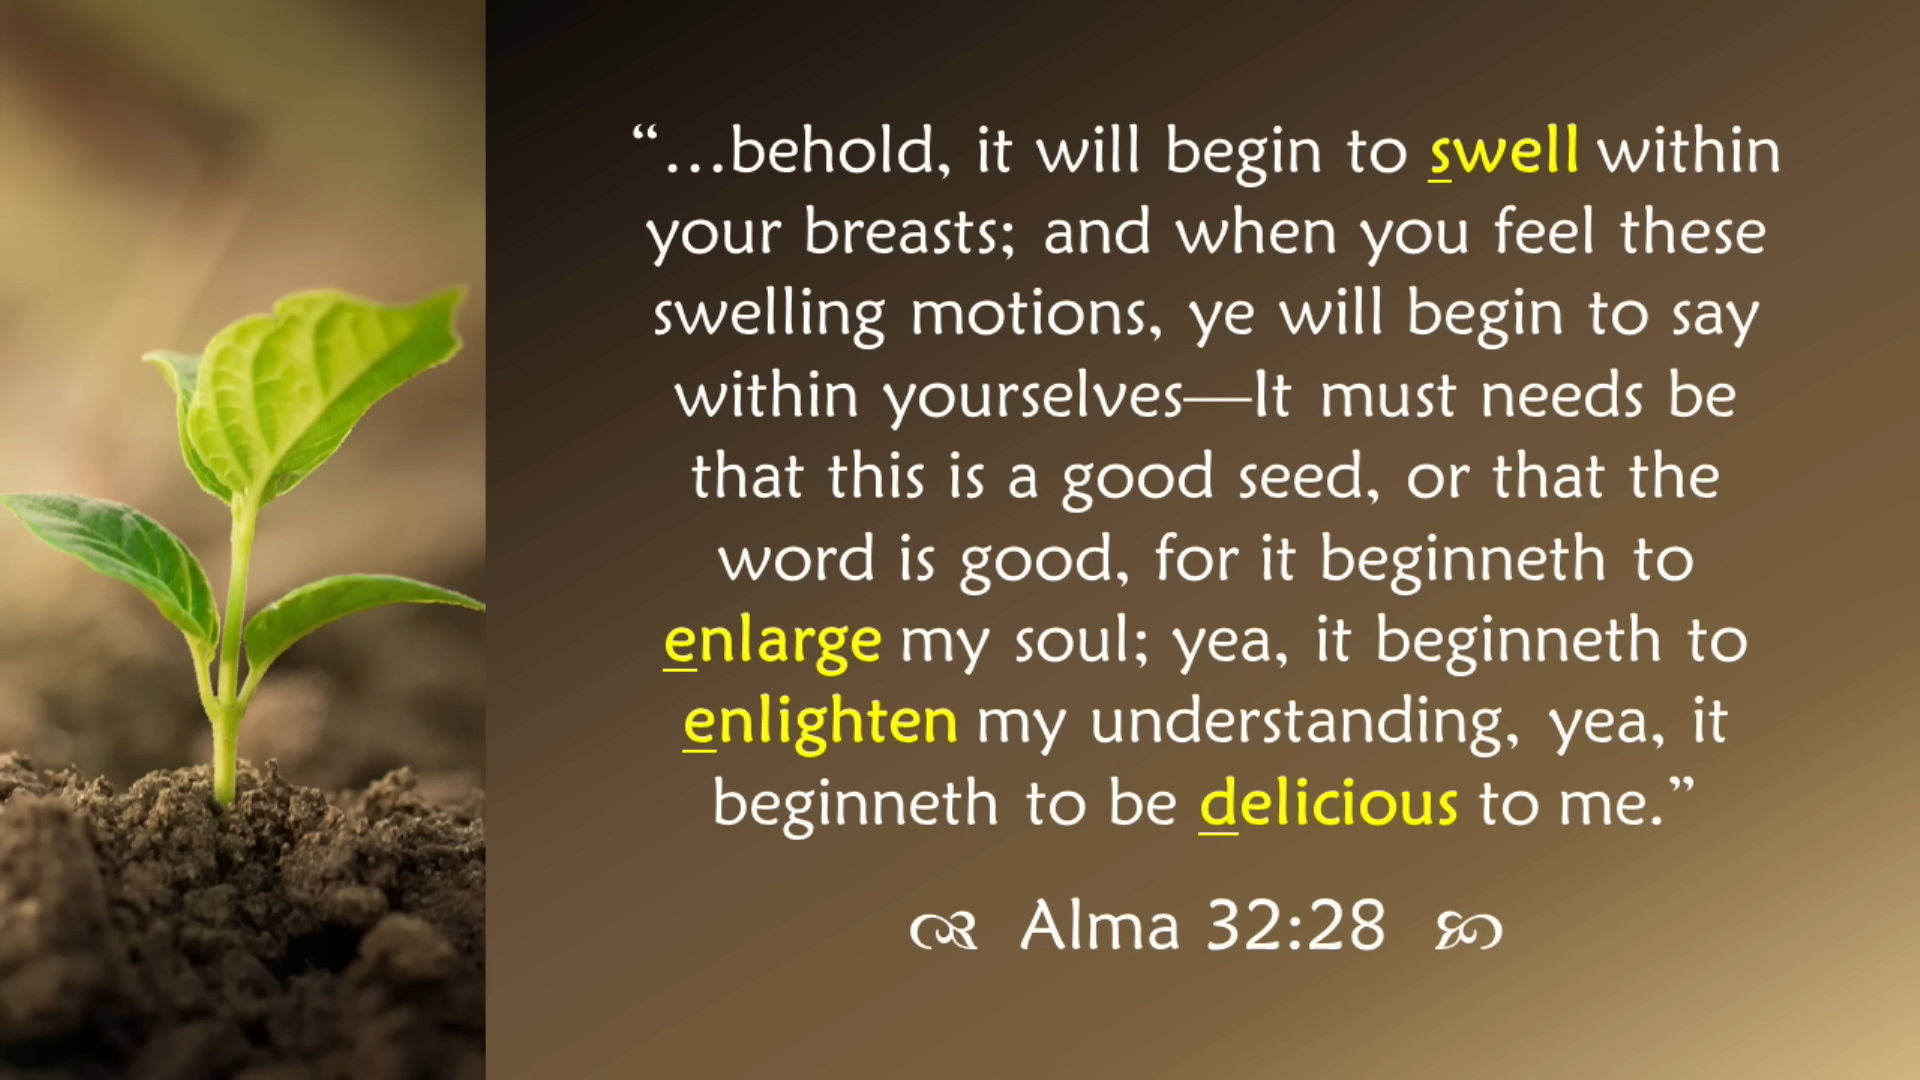 “…behold, it will begin to swell within
your breasts; and when you feel these
swelling motions, ye will begin to say
within yourselves—It must needs be
that this is a good seed, or that the
word is good, for it beginneth to
enlarge my soul; yea, it beginneth to
enlighten my understanding, yea, it
beginneth to be delicious to me.”
Alma 32:28